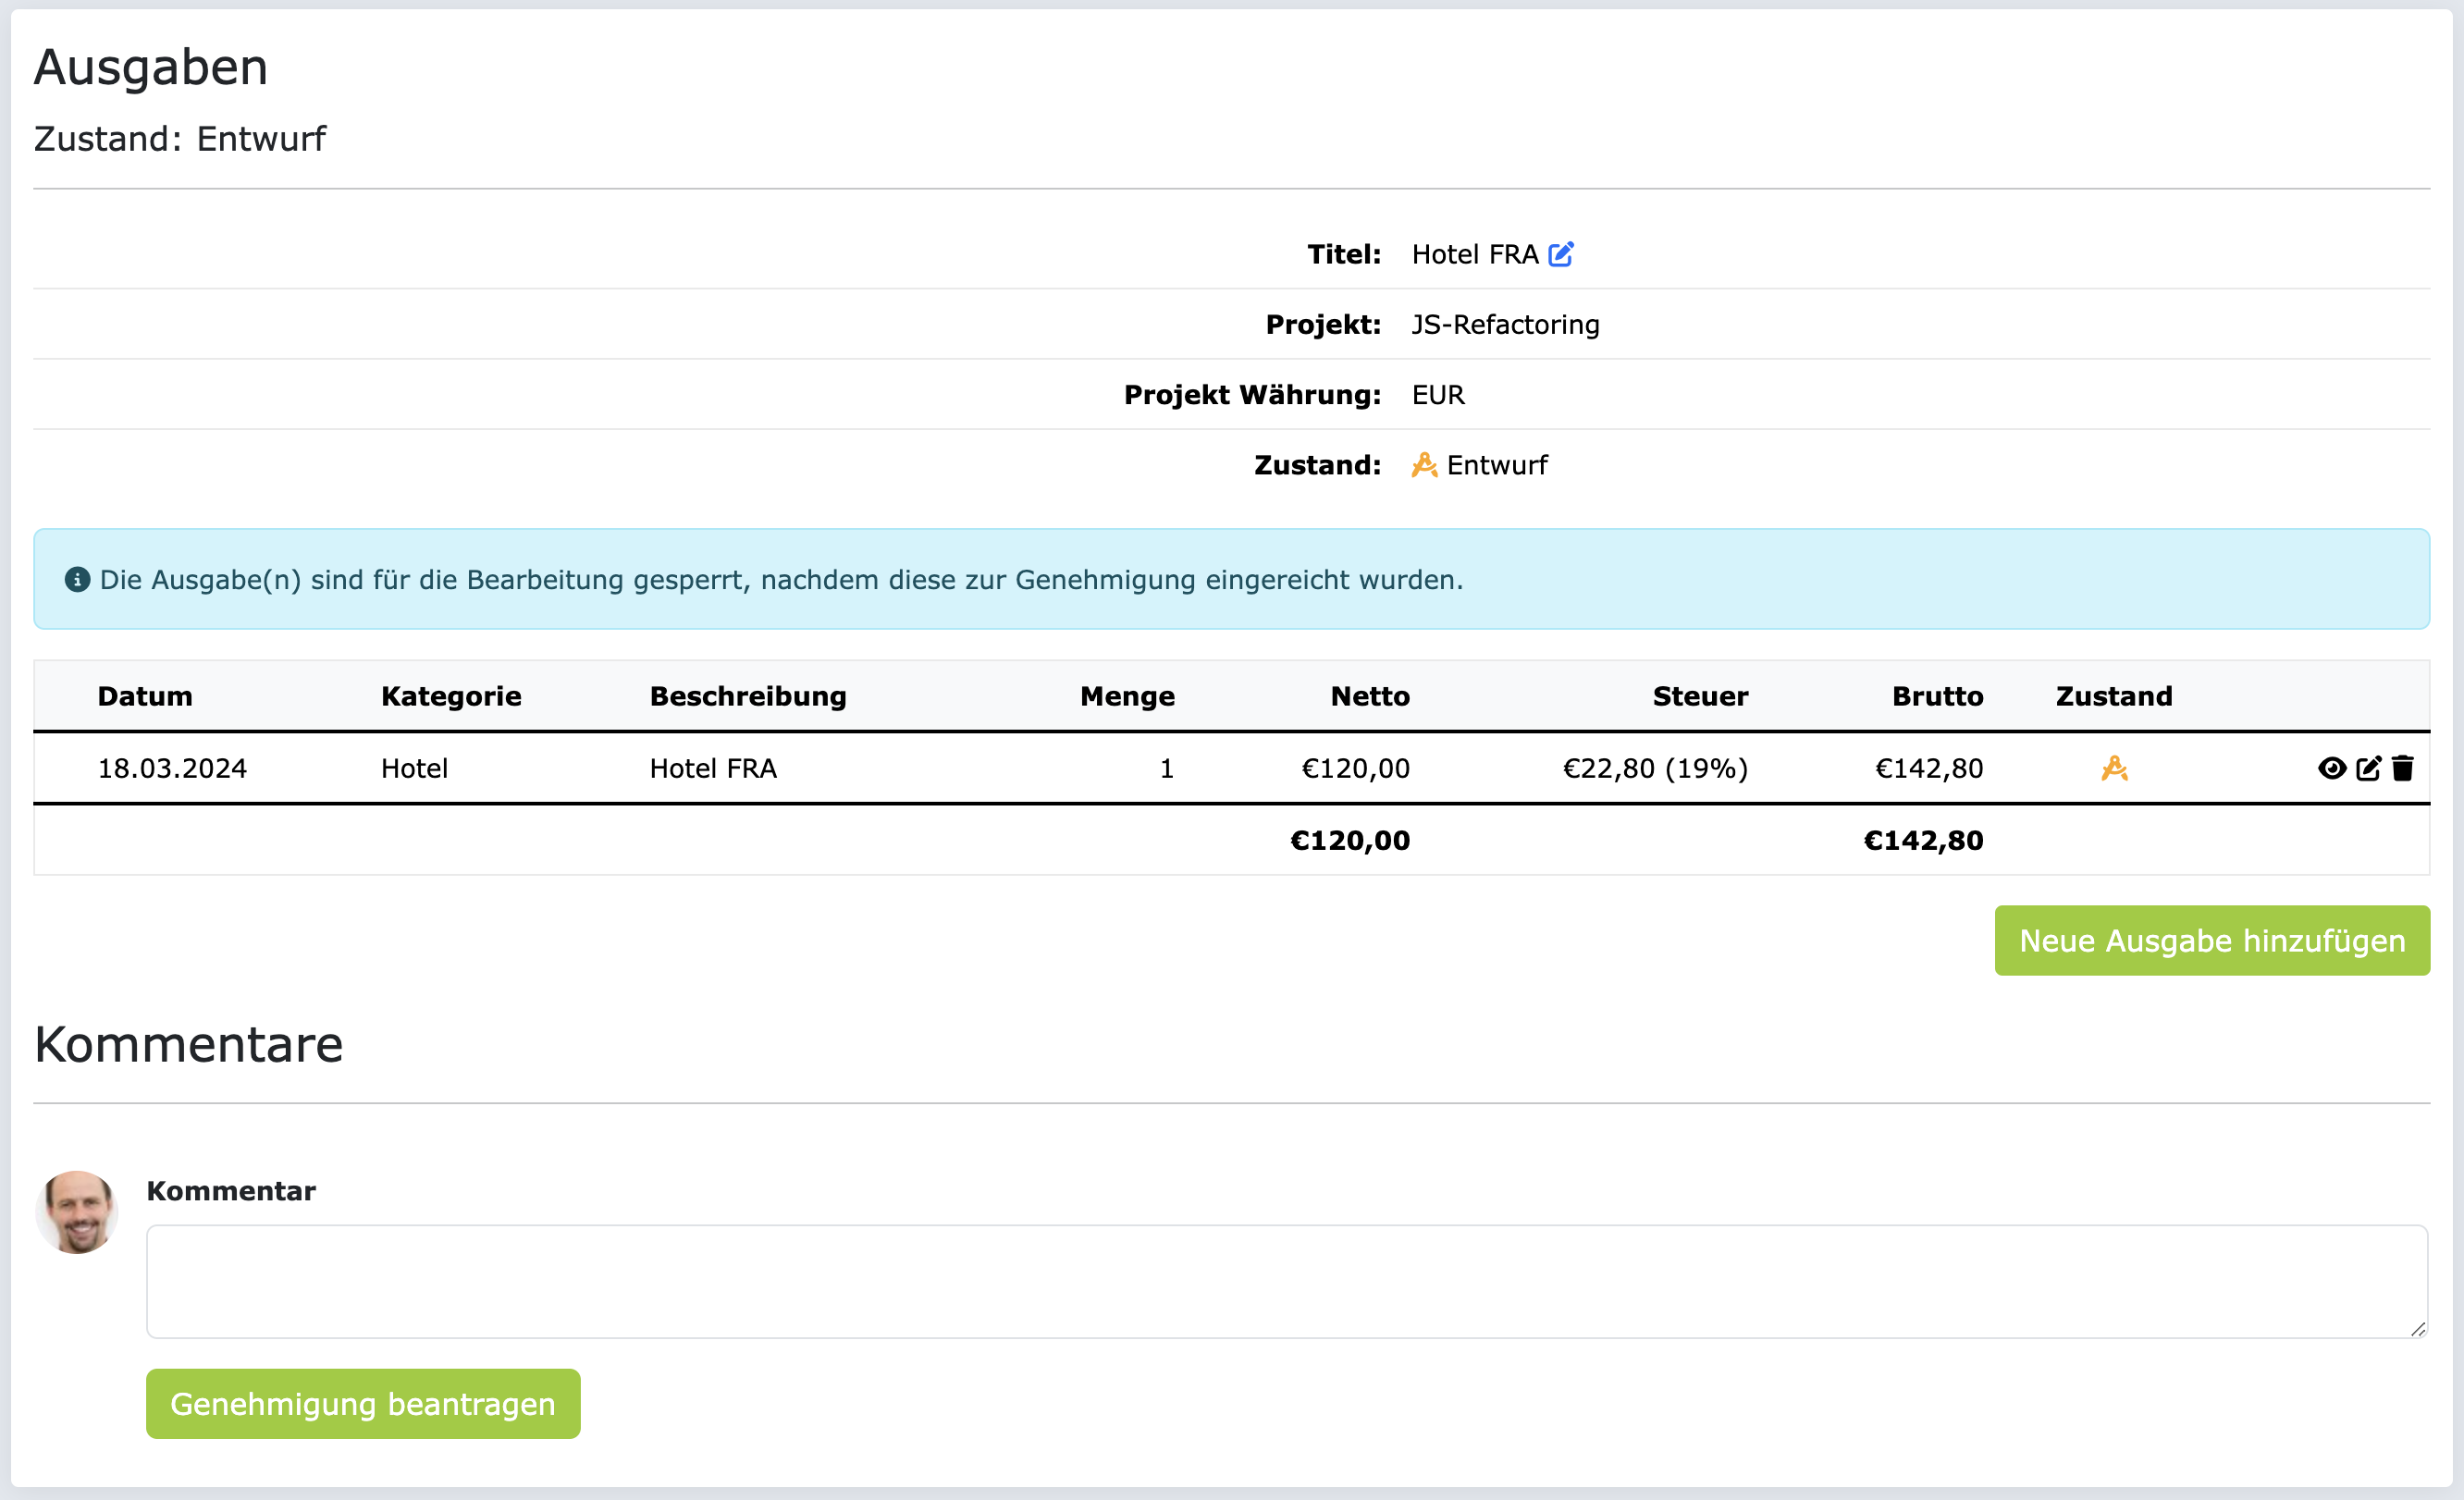 Ausgaben
Zustand: Entwurf
Titel: Hotel FRA
Projekt: JS-Refactoring
Projekt Währung: EUR
Zustand: Entwurf
Die Ausgabe(n) sind für die Bearbeitung gesperrt, nachdem diese zur Genehmigung eingereicht wurden.
Datum Kategorie Beschreibung Menge Netto Steuer Brutto Zustand
18.03.2024 Hotel Hotel FRA 1 €120,00 €22,80 (19%) €142,80
€120,00 €142,80
Neue Ausgabe hinzufügen
Kommentare
Kommentar
Genehmigung beantragen